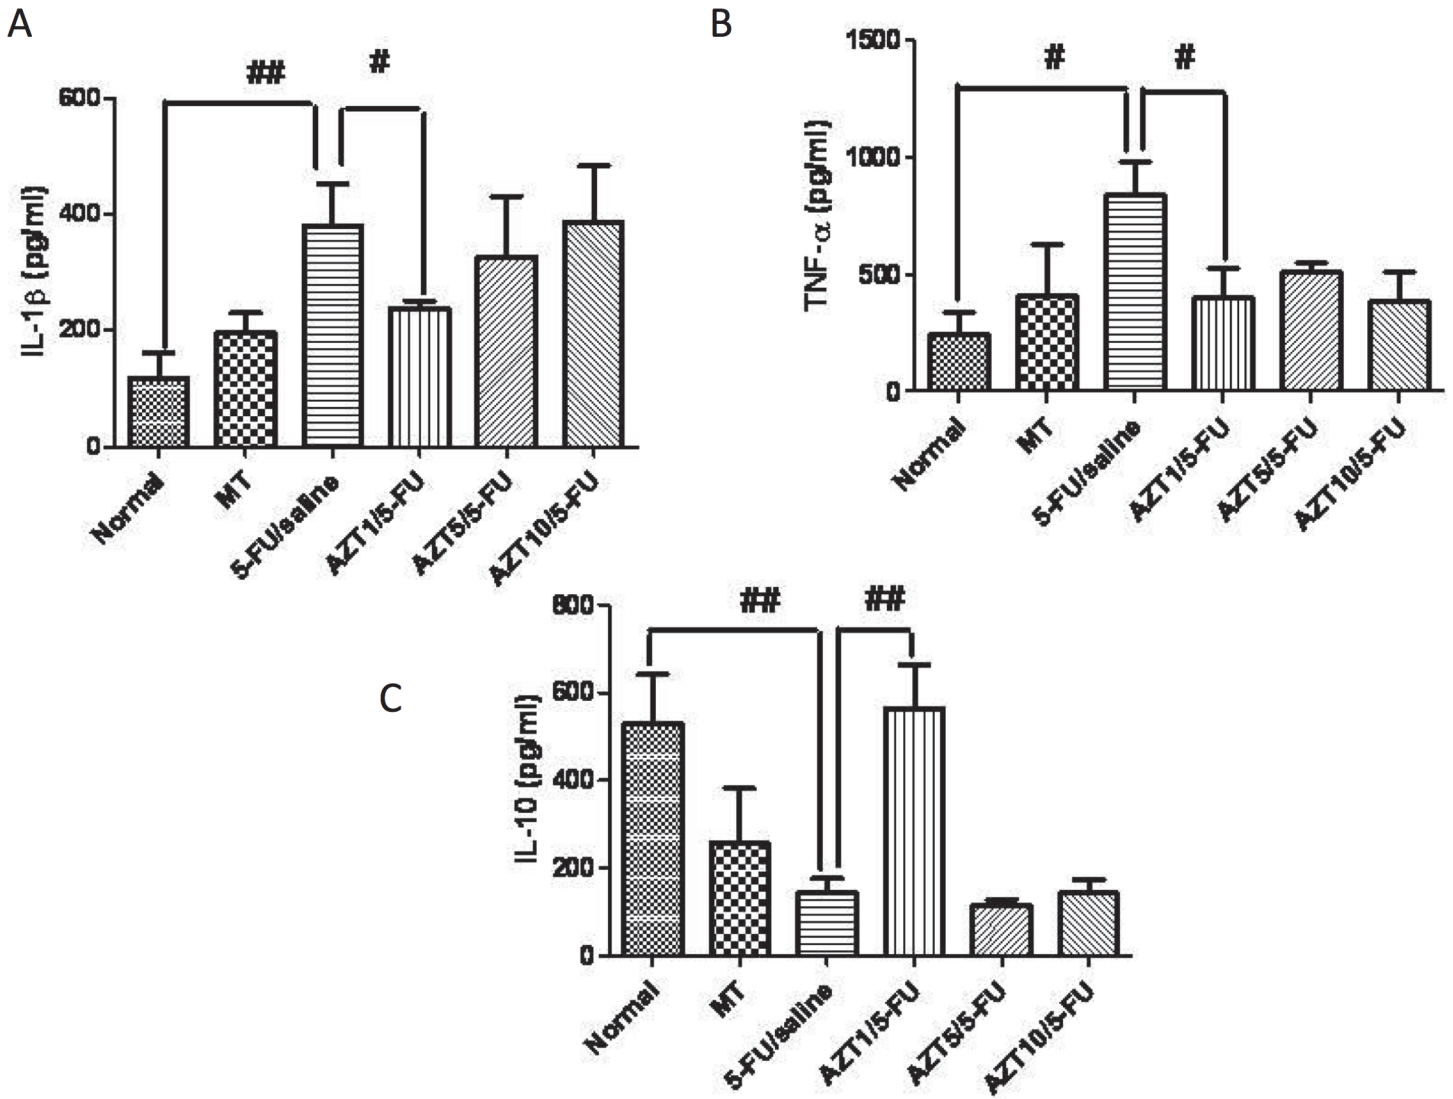 A
##
#
600
400
200
0
IL-1β (pg/ml)
Normal
MT
5-FU/saline
AZT1/5-FU
AZT5/5-FU
AZT10/5-FU
B
#
#
1500
1000
500
0
TNF-α (pg/ml)
Normal
MT
5-FU/saline
AZT1/5-FU
AZT5/5-FU
AZT10/5-FU
C
##
##
800
600
400
200
0
IL-10 (pg/ml)
Normal
MT
5-FU/saline
AZT1/5-FU
AZT5/5-FU
AZT10/5-FU